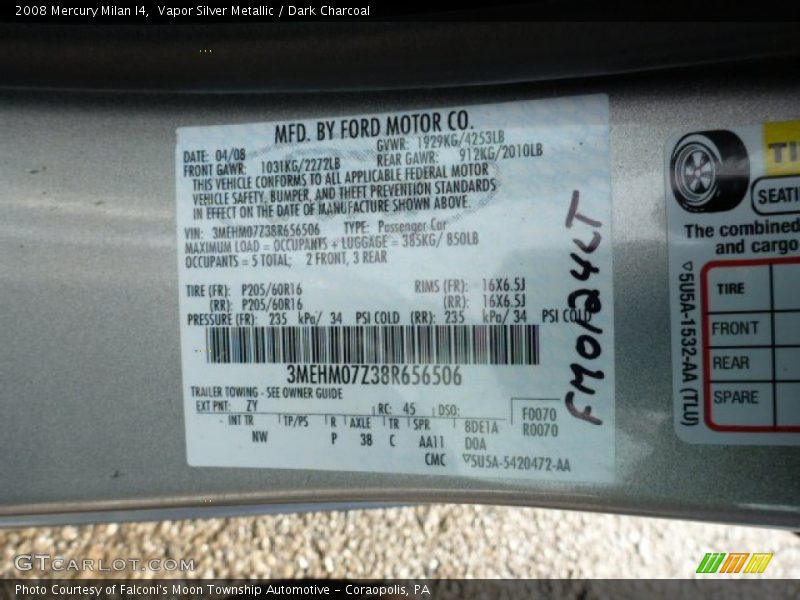 2008 Mercury Milan I4,  Vapor Silver Metallic / Dark Charcoal
MFD. BY FORD MOTOR CO.
DATE: 04/08 GVWR: 1929KG/4253LB
FRONT GAWR: 1031KG/2272LB REAR GAWR: 912KG/2010LB
THIS VEHICLE CONFORMS TO ALL APPLICABLE FEDERAL MOTOR
VEHICLE SAFETY, BUMPER, AND THEFT PREVENTION STANDARDS
IN EFFECT ON THE DATE OF MANUFACTURE SHOWN ABOVE.
VIN: 3MEHM07Z38R656506 TYPE: Passenger Car
MAXIMUM LOAD = OCCUPANTS + LUGGAGE = 385KG/ 850LB
OCCUPANTS = 5 TOTAL; 2 FRONT, 3 REAR
TIRE (FR): P205/60R16 RIMS (FR): 16X6.5J
(RR): P205/60R16 (RR): 16X6.5J
PRESSURE (FR): 235 kPa/ 34 PSI COLD (RR): 235 kPa/ 34 PSI COLD
3MEHM07Z38R656506
TRAILER TOWING - SEE OWNER GUIDE
EXT PNT: ZY RC: 45 DSO: F0070
INT TR TP/PS R AXLE TR SPR 8DE1A R0070
NW P 38 C AA11 D0A
CMC ▽5U5A-5420472-AA
TI
SEATI
The combined
and cargo
TIRE
FRONT
REAR
SPARE
▽5U5A-1532-AA (TLU)
GTCarLot.com
Photo Courtesy of Falconi's Moon Township Automotive – Coraopolis, PA